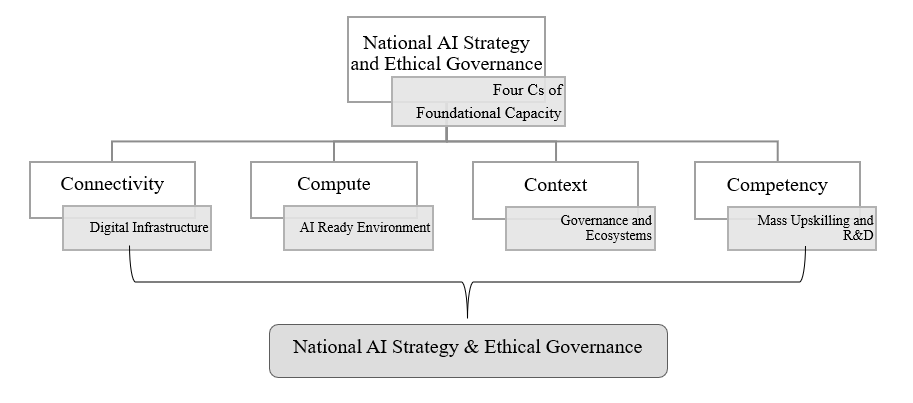 National AI Strategy
and Ethical Governance
Four Cs of
Foundational Capacity
Connectivity
Digital Infrastructure
Compute
AI Ready Environment
Context
Governance and
Ecosystems
Competency
Mass Upskilling and
R&D
National AI Strategy & Ethical Governance